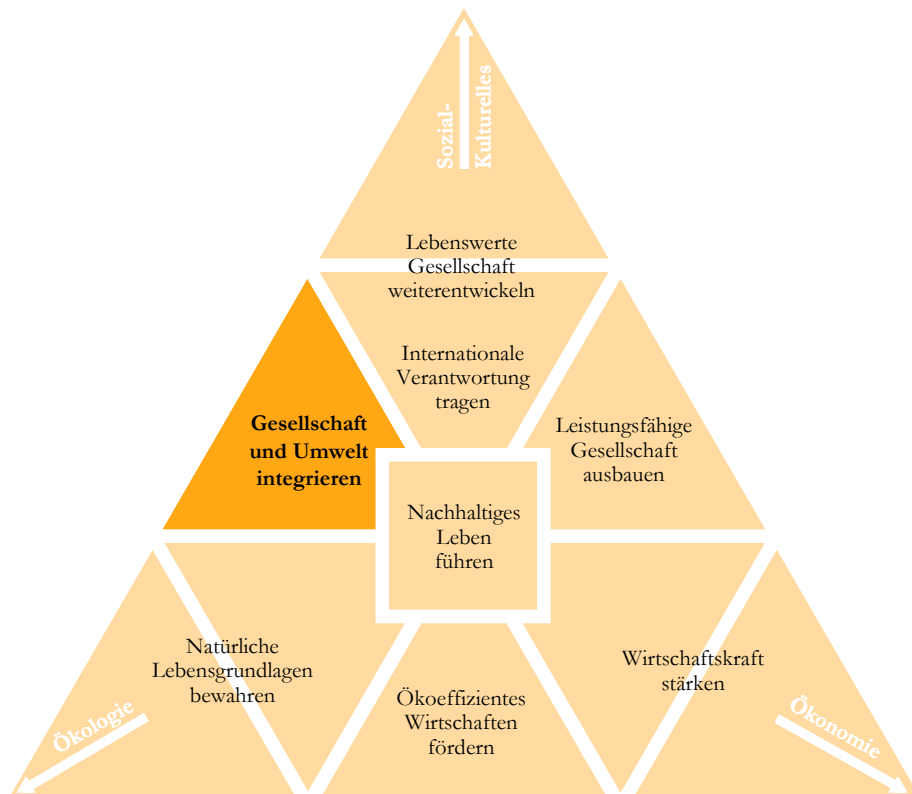 Sozial-
Kulturelles
Lebenswerte
Gesellschaft
weiterentwickeln
Internationale
Verantwortung
tragen
Gesellschaft
und Umwelt
integrieren
Leistungsfähige
Gesellschaft
ausbauen
Nachhaltiges
Leben
führen
Natürliche
Lebensgrundlagen
bewahren
Wirtschaftskraft
stärken
Ökoeffizientes
Wirtschaften
fördern
Ökologie
Ökonomie